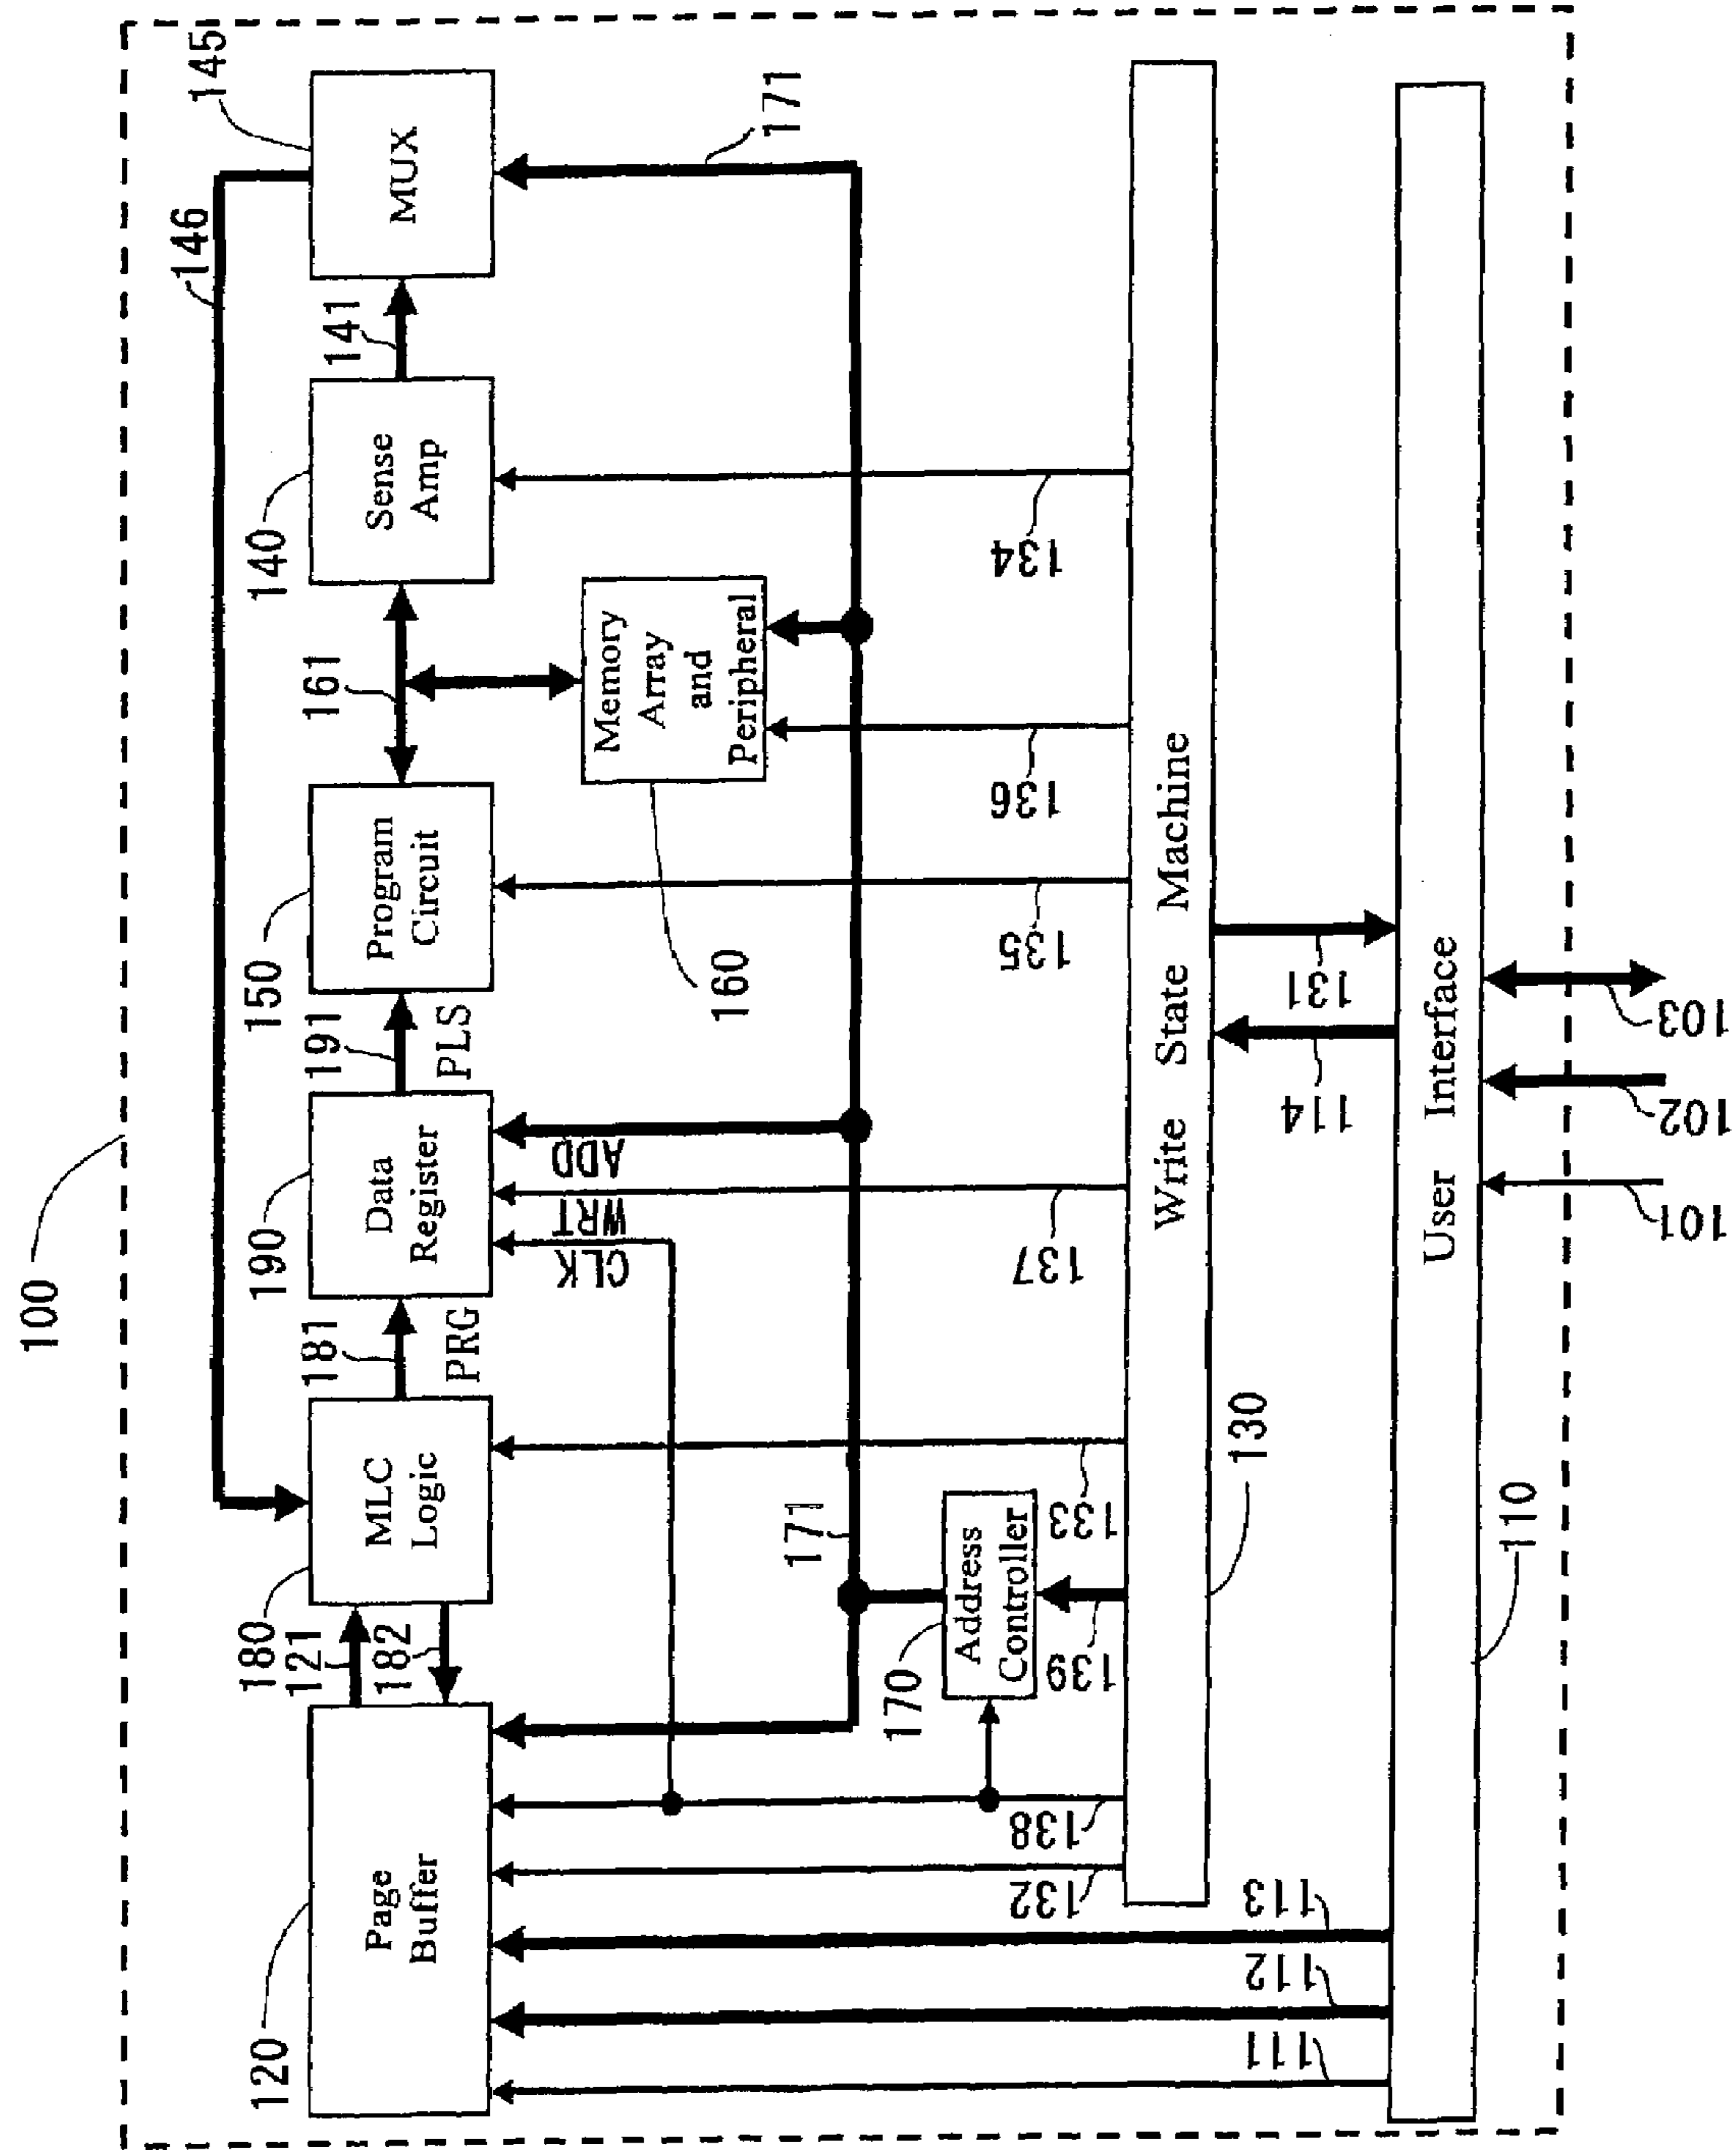 100
145
146
120
180
121
182
181
PRG
190
191
PLS
150
161
140
141
Page
Buffer
MLC
Logic
Data
Register
Program
Circuit
Sense
Amp
MUX
CLK
WRT
ADD
Memory
Array
and
Peripheral
160
171
171
170
Address
Controller
132
138
139
133
137
135
136
134
Write State Machine
130
111
112
113
114
131
User Interface
110
101
102
103